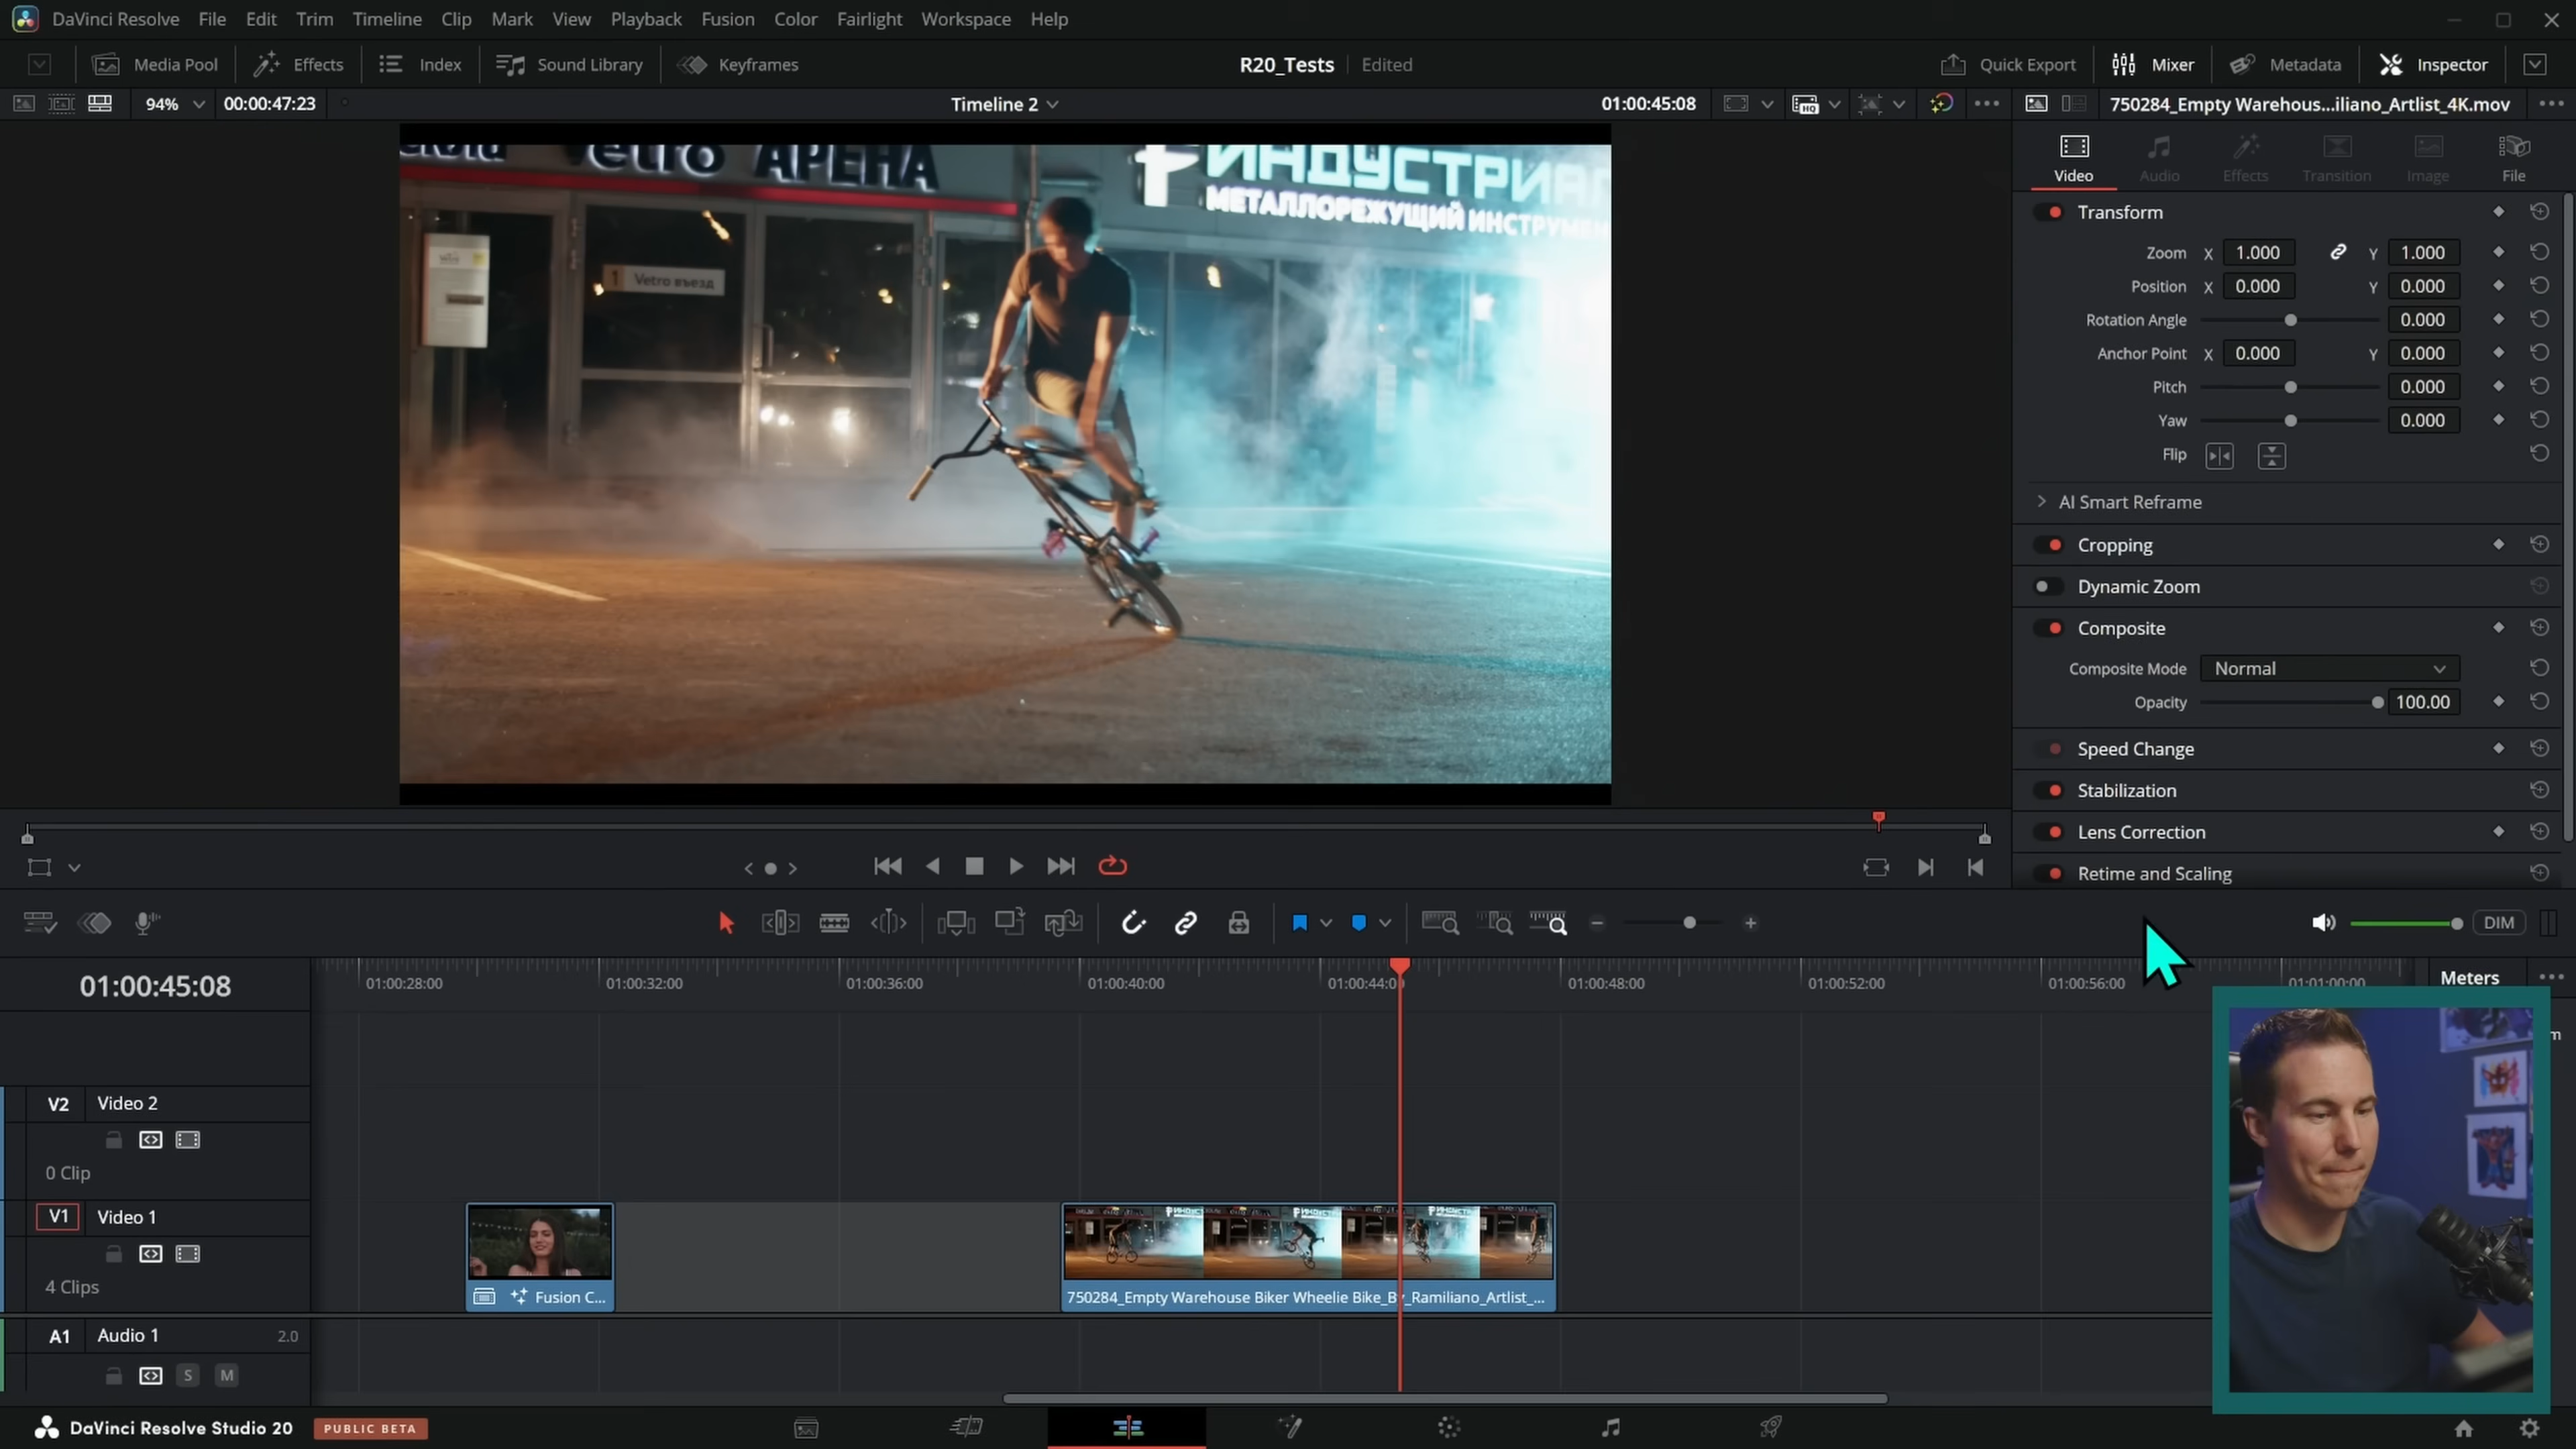 DaVinci Resolve File Edit Trim Timeline Clip Mark View Playback Fusion Color Fairlight Workspace Help
Media Pool Effects Index Sound Library Keyframes R20_Tests Edited Quick Export Mixer Metadata Inspector
94% 00:00:47:23 Timeline 2 01:00:45:08 HQ 750284_Empty Warehous...iliano_Artlist_4K.mov
Vetro АРЕНА
ИНДУСТРИА
МЕТАЛЛОРЕЖУЩИЙ ИНСТРУМЕН
1 Vetro въезд
Video Audio Effects Transition Image File
Transform
Zoom X 1.000 Y 1.000
Position X 0.000 Y 0.000
Rotation Angle 0.000
Anchor Point X 0.000 Y 0.000
Pitch 0.000
Yaw 0.000
Flip
AI Smart Reframe
Cropping
Dynamic Zoom
Composite
Composite Mode Normal
Opacity 100.00
Speed Change
Stabilization
Lens Correction
Retime and Scaling
DIM
01:00:45:08 01:00:28:00 01:00:32:00 01:00:36:00 01:00:40:00 01:00:44:00 01:00:48:00 01:00:52:00 01:00:56:00 01:01:00:00 Meters
V2 Video 2
0 Clip
V1 Video 1
4 Clips
Fusion C... 750284_Empty Warehouse Biker Wheelie Bike_By_Ramiliano_Artlist_...
A1 Audio 1 2.0
S M
DaVinci Resolve Studio 20 PUBLIC BETA